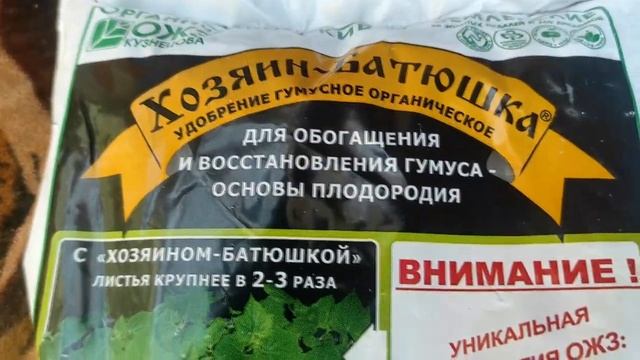 ОЖЗ
КУЗНЕЦОВА
ХОЗЯИН-БАТЮШКА®
УДОБРЕНИЕ ГУМУСНОЕ ОРГАНИЧЕСКОЕ
ДЛЯ ОБОГАЩЕНИЯ
И ВОССТАНОВЛЕНИЯ ГУМУСА -
ОСНОВЫ ПЛОДОРОДИЯ
С «ХОЗЯИНОМ-БАТЮШКОЙ»
ЛИСТЬЯ КРУПНЕЕ В 2-3 РАЗА
ВНИМАНИЕ !
УНИКАЛЬНАЯ
ОЖЗ: